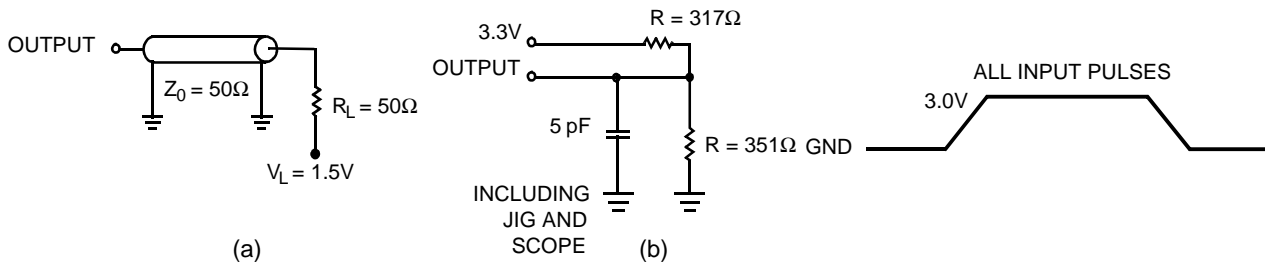 OUTPUT
Z0 = 50Ω
RL = 50Ω
VL = 1.5V
(a)
R = 317Ω
3.3V
OUTPUT
5 pF
R = 351Ω
INCLUDING
JIG AND
SCOPE
(b)
ALL INPUT PULSES
3.0V
GND